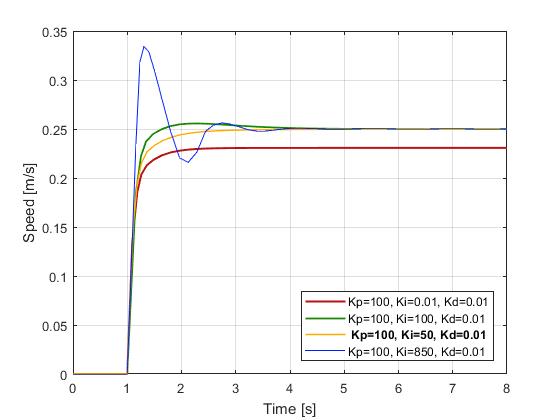 0.35
0.3
0.25
0.2
0.15
0.1
0.05
0
Speed [m/s]
Kp=100, Ki=0.01, Kd=0.01
Kp=100, Ki=100, Kd=0.01
Kp=100, Ki=50, Kd=0.01
Kp=100, Ki=850, Kd=0.01
0 1 2 3 4 5 6 7 8
Time [s]